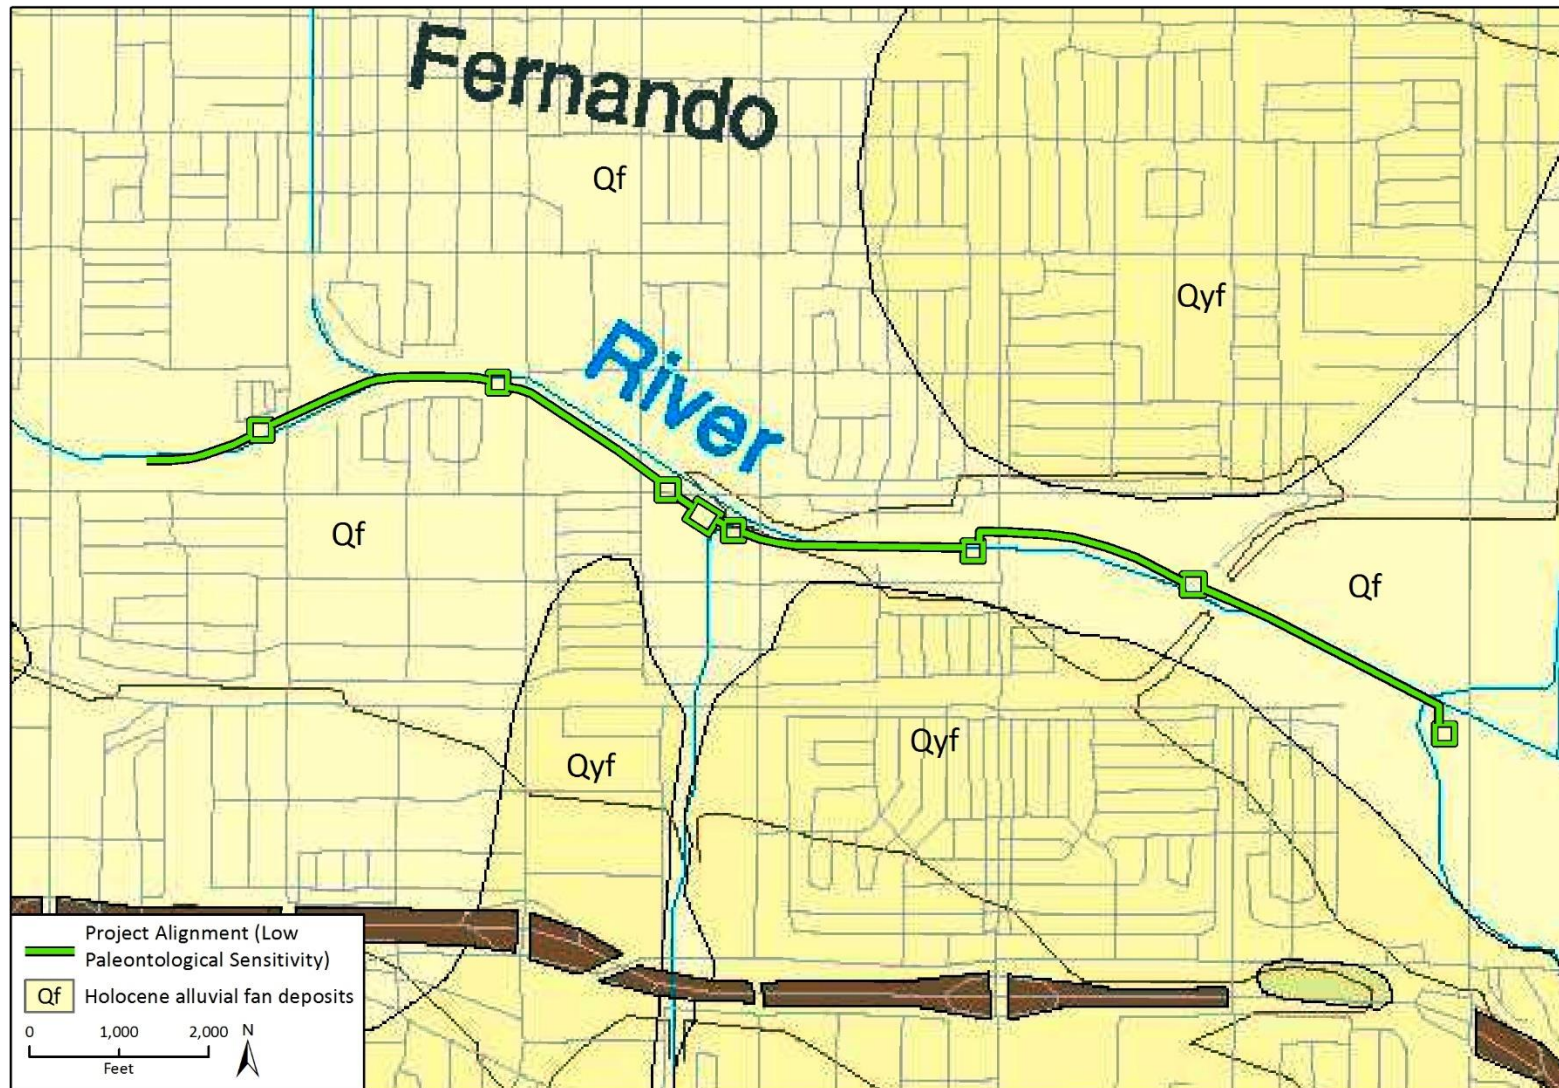 Fernando
Qf
Qyf
River
Qf
Qf
Qyf
Qyf
Project Alignment (Low
Paleontological Sensitivity)
Qf Holocene alluvial fan deposits
0 1,000 2,000 N
Feet